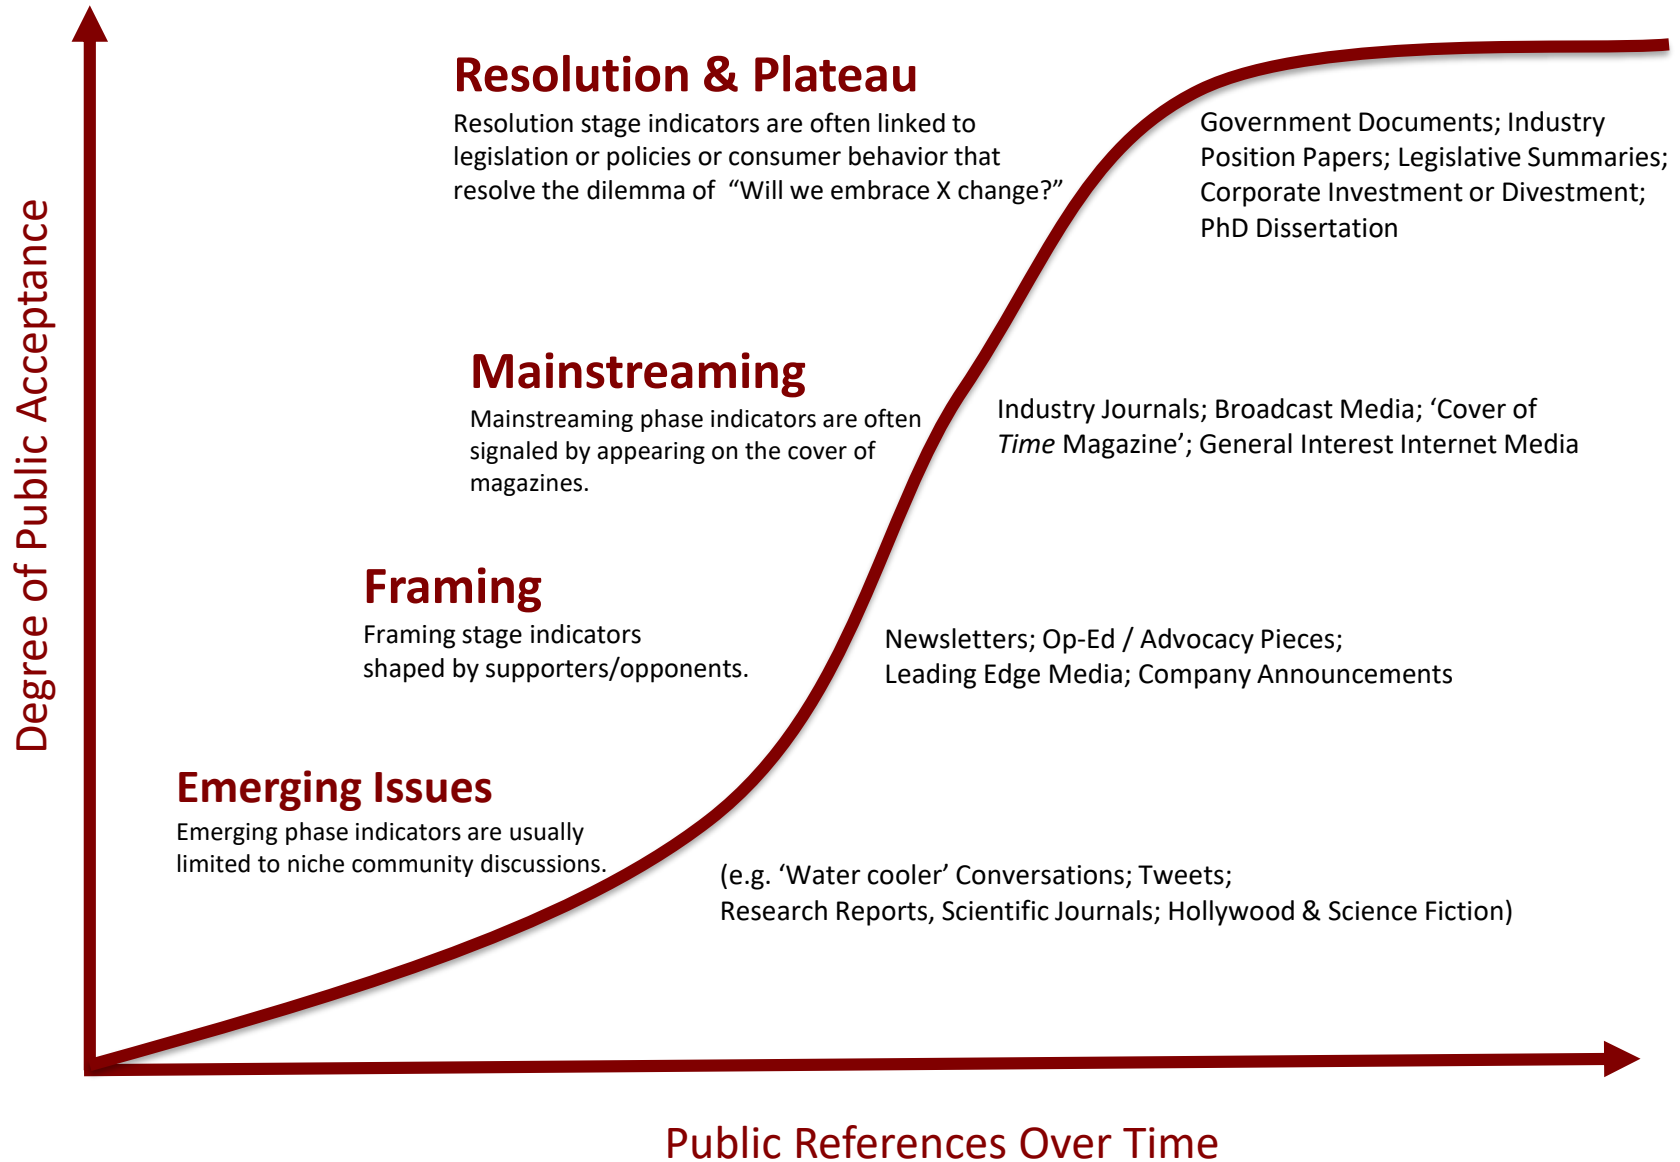 Resolution & Plateau
Resolution stage indicators are often linked to
legislation or policies or consumer behavior that
resolve the dilemma of  “Will we embrace X change?”
Government Documents; Industry
Position Papers; Legislative Summaries;
Corporate Investment or Divestment;
PhD Dissertation
Mainstreaming
Mainstreaming phase indicators are often
signaled by appearing on the cover of
magazines.
Industry Journals; Broadcast Media; ‘Cover of
Time Magazine’; General Interest Internet Media
Framing
Framing stage indicators
shaped by supporters/opponents.
Newsletters; Op-Ed / Advocacy Pieces;
Leading Edge Media; Company Announcements
Emerging Issues
Emerging phase indicators are usually
limited to niche community discussions.
(e.g. ‘Water cooler’ Conversations; Tweets;
Research Reports, Scientific Journals; Hollywood & Science Fiction)
Degree of Public Acceptance
Public References Over Time